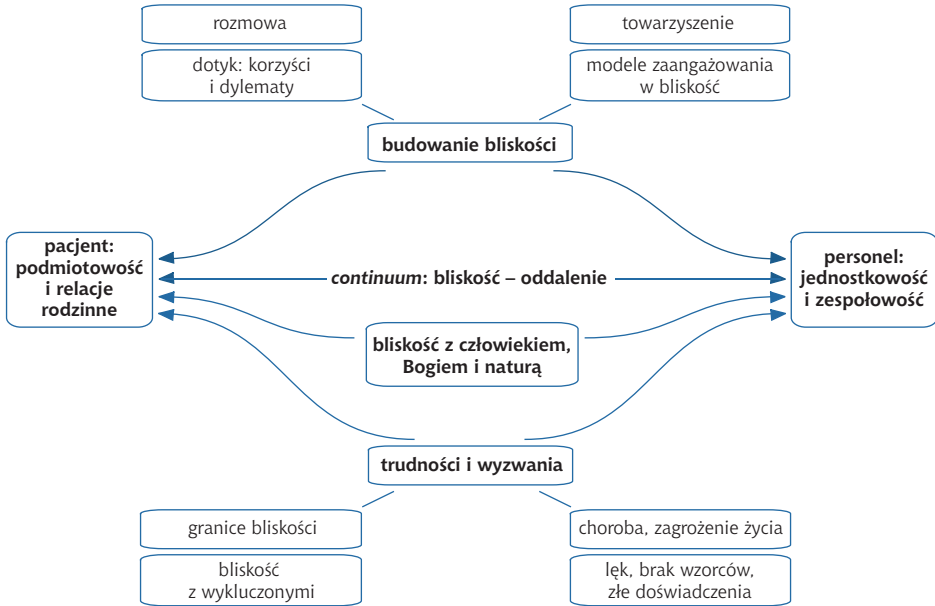 rozmowa
towarzyszenie
dotyk: korzyści
i dylematy
modele zaangażowania
w bliskość
budowanie bliskości
pacjent:
podmiotowość
i relacje
rodzinne
continuum: bliskość – oddalenie
personel:
jednostkowość
i zespołowość
bliskość z człowiekiem,
Bogiem i naturą
trudności i wyzwania
granice bliskości
choroba, zagrożenie życia
bliskość
z wykluczonymi
lęk, brak wzorców,
złe doświadczenia